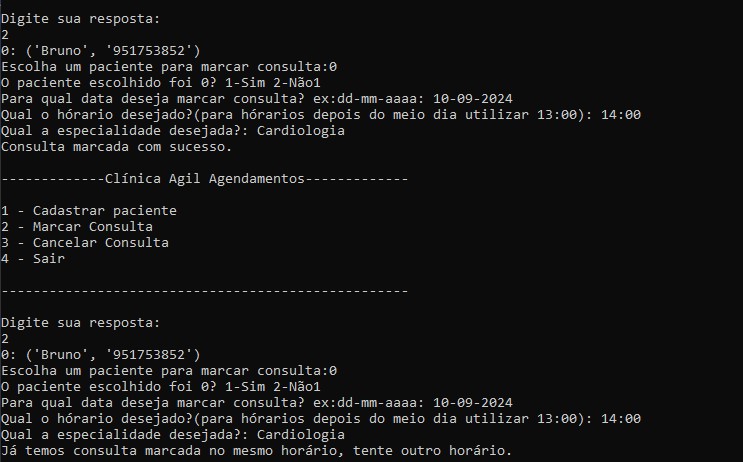 Digite sua resposta:
2
0: ('Bruno', '951753852')
Escolha um paciente para marcar consulta:0
O paciente escolhido foi 0? 1-Sim 2-Não1
Para qual data deseja marcar consulta? ex:dd-mm-aaaa: 10-09-2024
Qual o hórario desejado?(para hórarios depois do meio dia utilizar 13:00): 14:00
Qual a especialidade desejada?: Cardiologia
Consulta marcada com sucesso.
-------------Clínica Agil Agendamentos-------------
1 - Cadastrar paciente
2 - Marcar Consulta
3 - Cancelar Consulta
4 - Sair
---------------------------------------------------
Digite sua resposta:
2
0: ('Bruno', '951753852')
Escolha um paciente para marcar consulta:0
O paciente escolhido foi 0? 1-Sim 2-Não1
Para qual data deseja marcar consulta? ex:dd-mm-aaaa: 10-09-2024
Qual o hórario desejado?(para hórarios depois do meio dia utilizar 13:00): 14:00
Qual a especialidade desejada?: Cardiologia
Já temos consulta marcada no mesmo horário, tente outro horário.